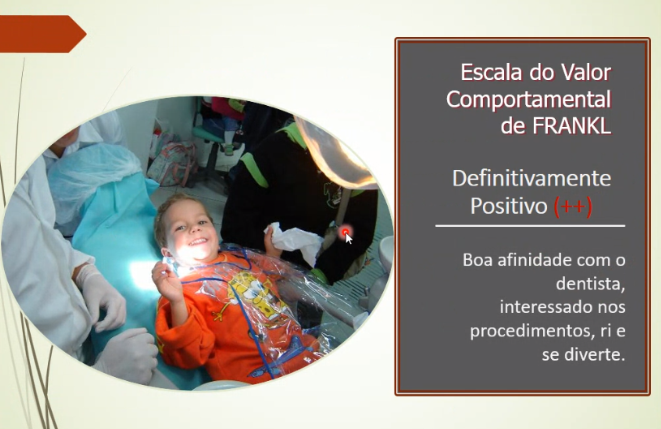 Escala do Valor
Comportamental
de FRANKL
Definitivamente
Positivo (++)
Boa afinidade com o
dentista,
interessado nos
procedimentos, ri e
se diverte.